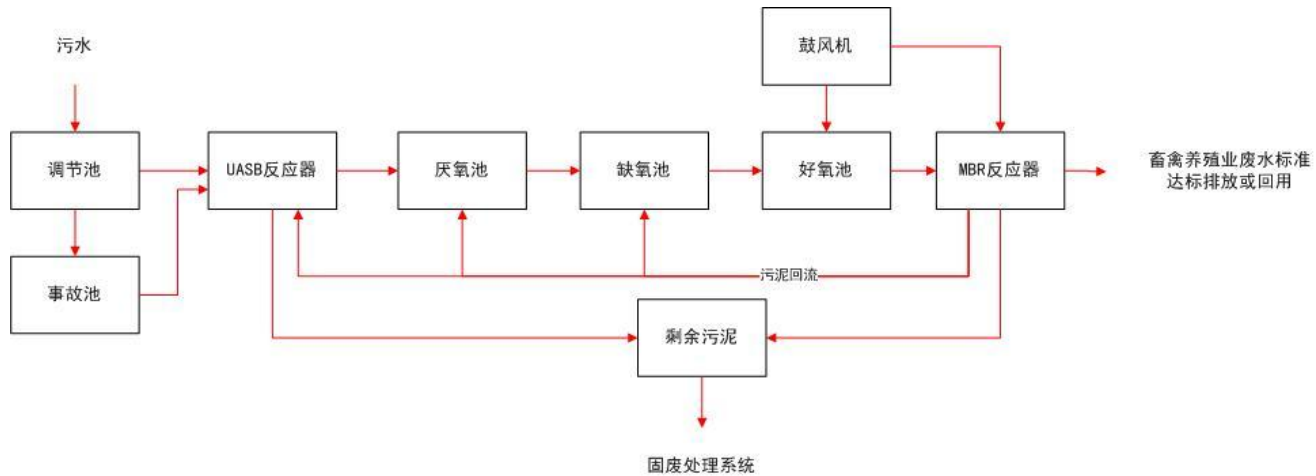 污水
鼓风机
调节池
UASB反应器
厌氧池
缺氧池
好氧池
MBR反应器
畜禽养殖业废水标准
达标排放或回用
污泥回流
事故池
剩余污泥
固废处理系统